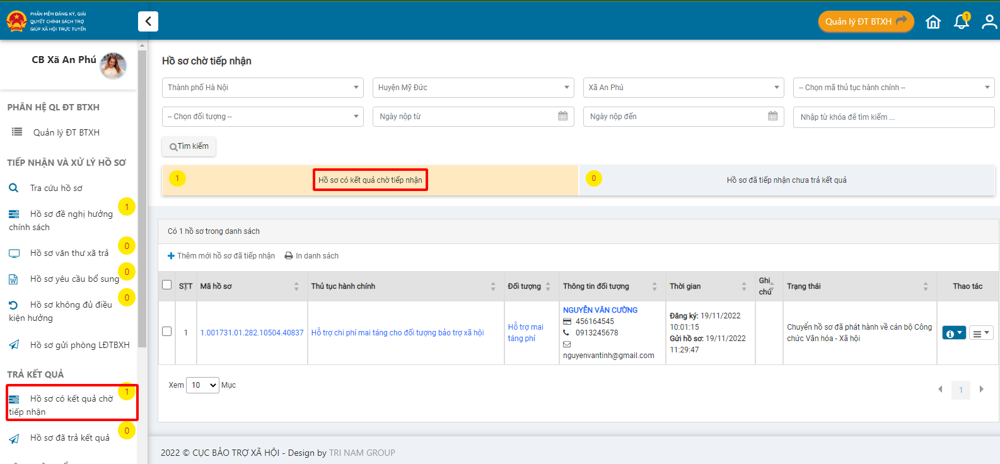 PHẦN MỀM ĐĂNG KÝ, GIẢI
QUYẾT CHÍNH SÁCH TRỢ
GIÚP XÃ HỘI TRỰC TUYẾN
Quản lý ĐT BTXH
1
CB Xã An Phú
PHÂN HỆ QL ĐT BTXH
Quản lý ĐT BTXH
TIẾP NHẬN VÀ XỬ LÝ HỒ SƠ
Tra cứu hồ sơ
Hồ sơ đề nghị hưởng
chính sách
1
Hồ sơ văn thư xã trả
0
Hồ sơ yêu cầu bổ sung
0
Hồ sơ không đủ điều
kiện hưởng
0
Hồ sơ gửi phòng LĐTBXH
TRẢ KẾT QUẢ
Hồ sơ có kết quả chờ
tiếp nhận
1
Hồ sơ đã trả kết quả
0
Hồ sơ chờ tiếp nhận
Thành phố Hà Nội
Huyện Mỹ Đức
Xã An Phú
-- Chọn mã thủ tục hành chính --
-- Chọn đối tượng --
Ngày nộp từ
Ngày nộp đến
Nhập từ khóa để tìm kiếm ...
Tìm kiếm
1
Hồ sơ có kết quả chờ tiếp nhận
0
Hồ sơ đã tiếp nhận chưa trả kết quả
Có 1 hồ sơ trong danh sách
Thêm mới hồ sơ đã tiếp nhận
In danh sách
STT
Mã hồ sơ
Thủ tục hành chính
Đối tượng
Thông tin đối tượng
Thời gian
Ghi
chú
Trạng thái
Thao tác
1
1.001731.01.282.10504.40837
Hỗ trợ chi phí mai táng cho đối tượng bảo trợ xã hội
Hỗ trợ mai
táng phí
NGUYỄN VĂN CƯỜNG
456164545
0913245678
nguyenvantinh@gmail.com
Đăng ký: 19/11/2022
10:01:15
Gửi hồ sơ: 19/11/2022
11:29:47
Chuyển hồ sơ đã phát hành về cán bộ Công
chức Văn hóa - Xã hội
Xem 10 Mục
1
2022 © CỤC BẢO TRỢ XÃ HỘI - Design by TRI NAM GROUP